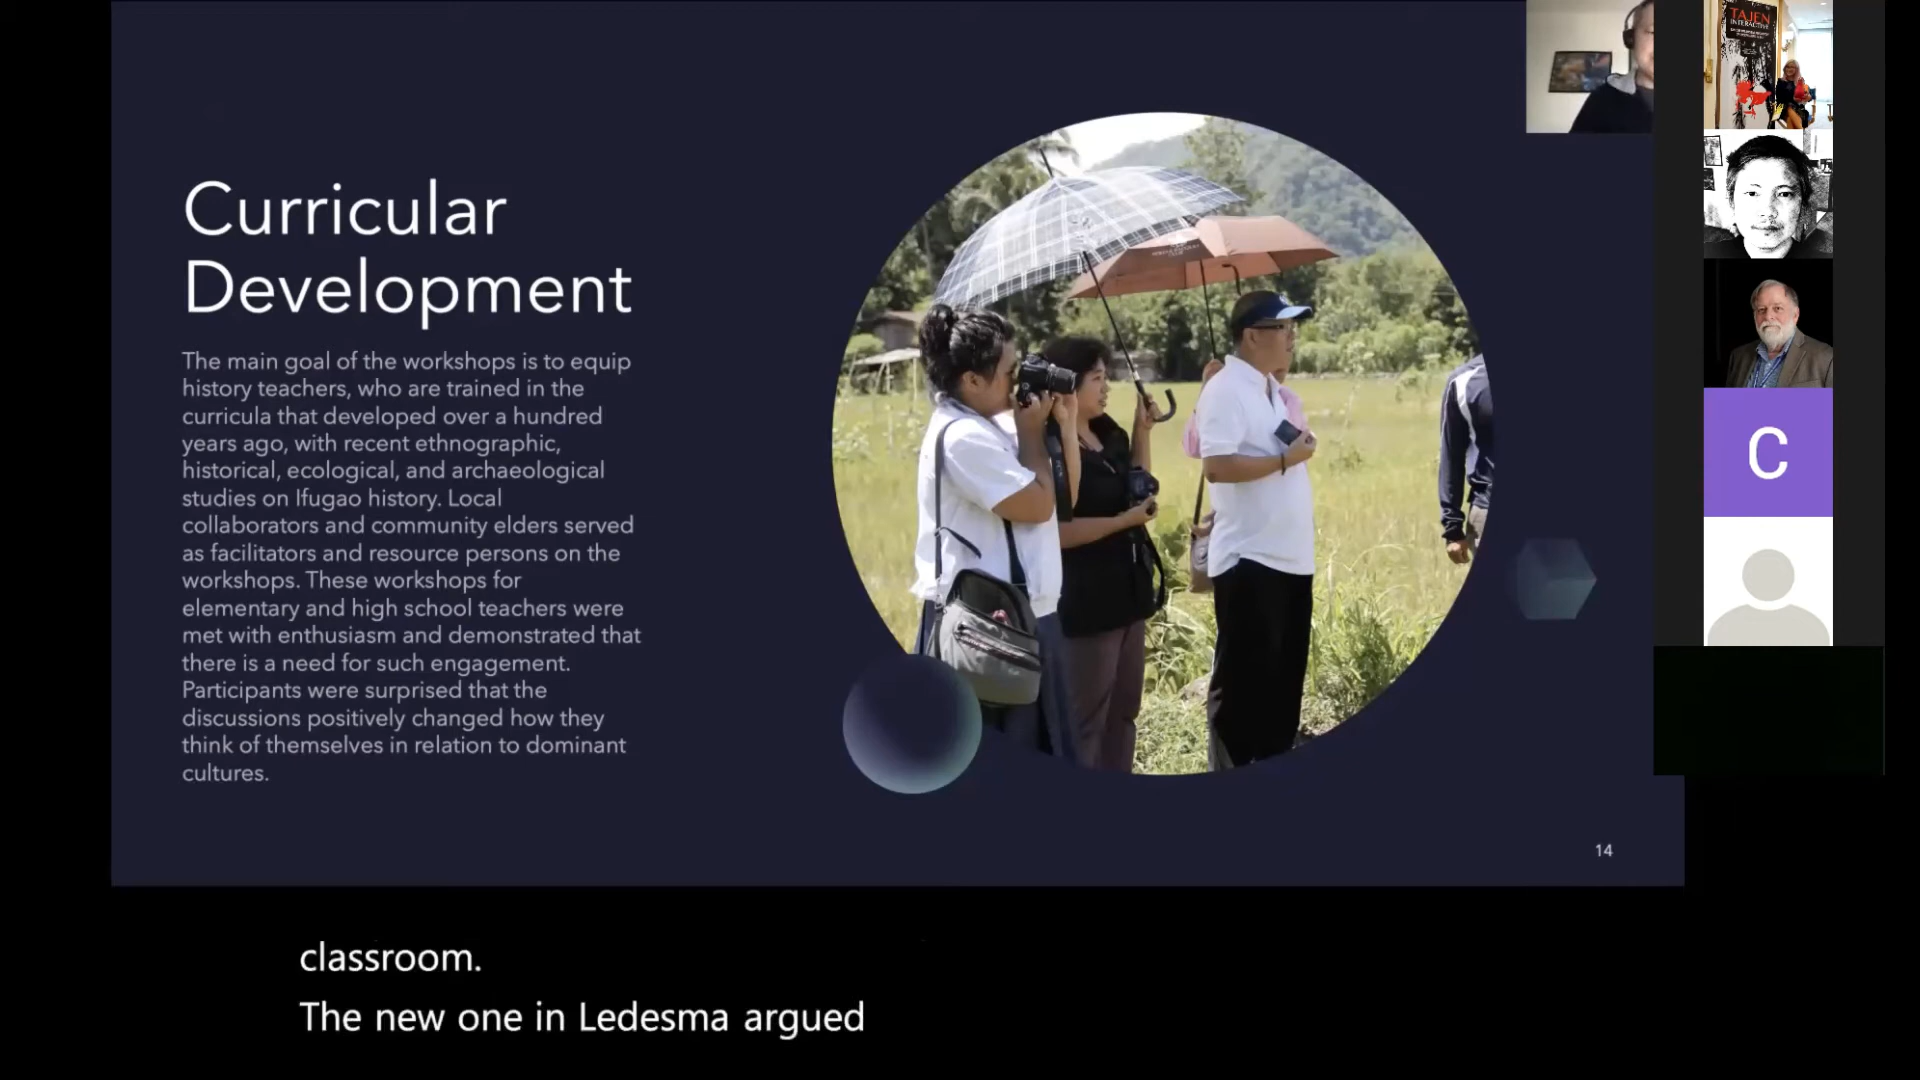 Curricular
Development
The main goal of the workshops is to equip
history teachers, who are trained in the
curricula that developed over a hundred
years ago, with recent ethnographic,
historical, ecological, and archaeological
studies on Ifugao history. Local
collaborators and community elders served
as facilitators and resource persons on the
workshops. These workshops for
elementary and high school teachers were
met with enthusiasm and demonstrated that
there is a need for such engagement.
Participants were surprised that the
discussions positively changed how they
think of themselves in relation to dominant
cultures.
14
TAJEN
INTERACTIVE
C
classroom.
The new one in Ledesma argued